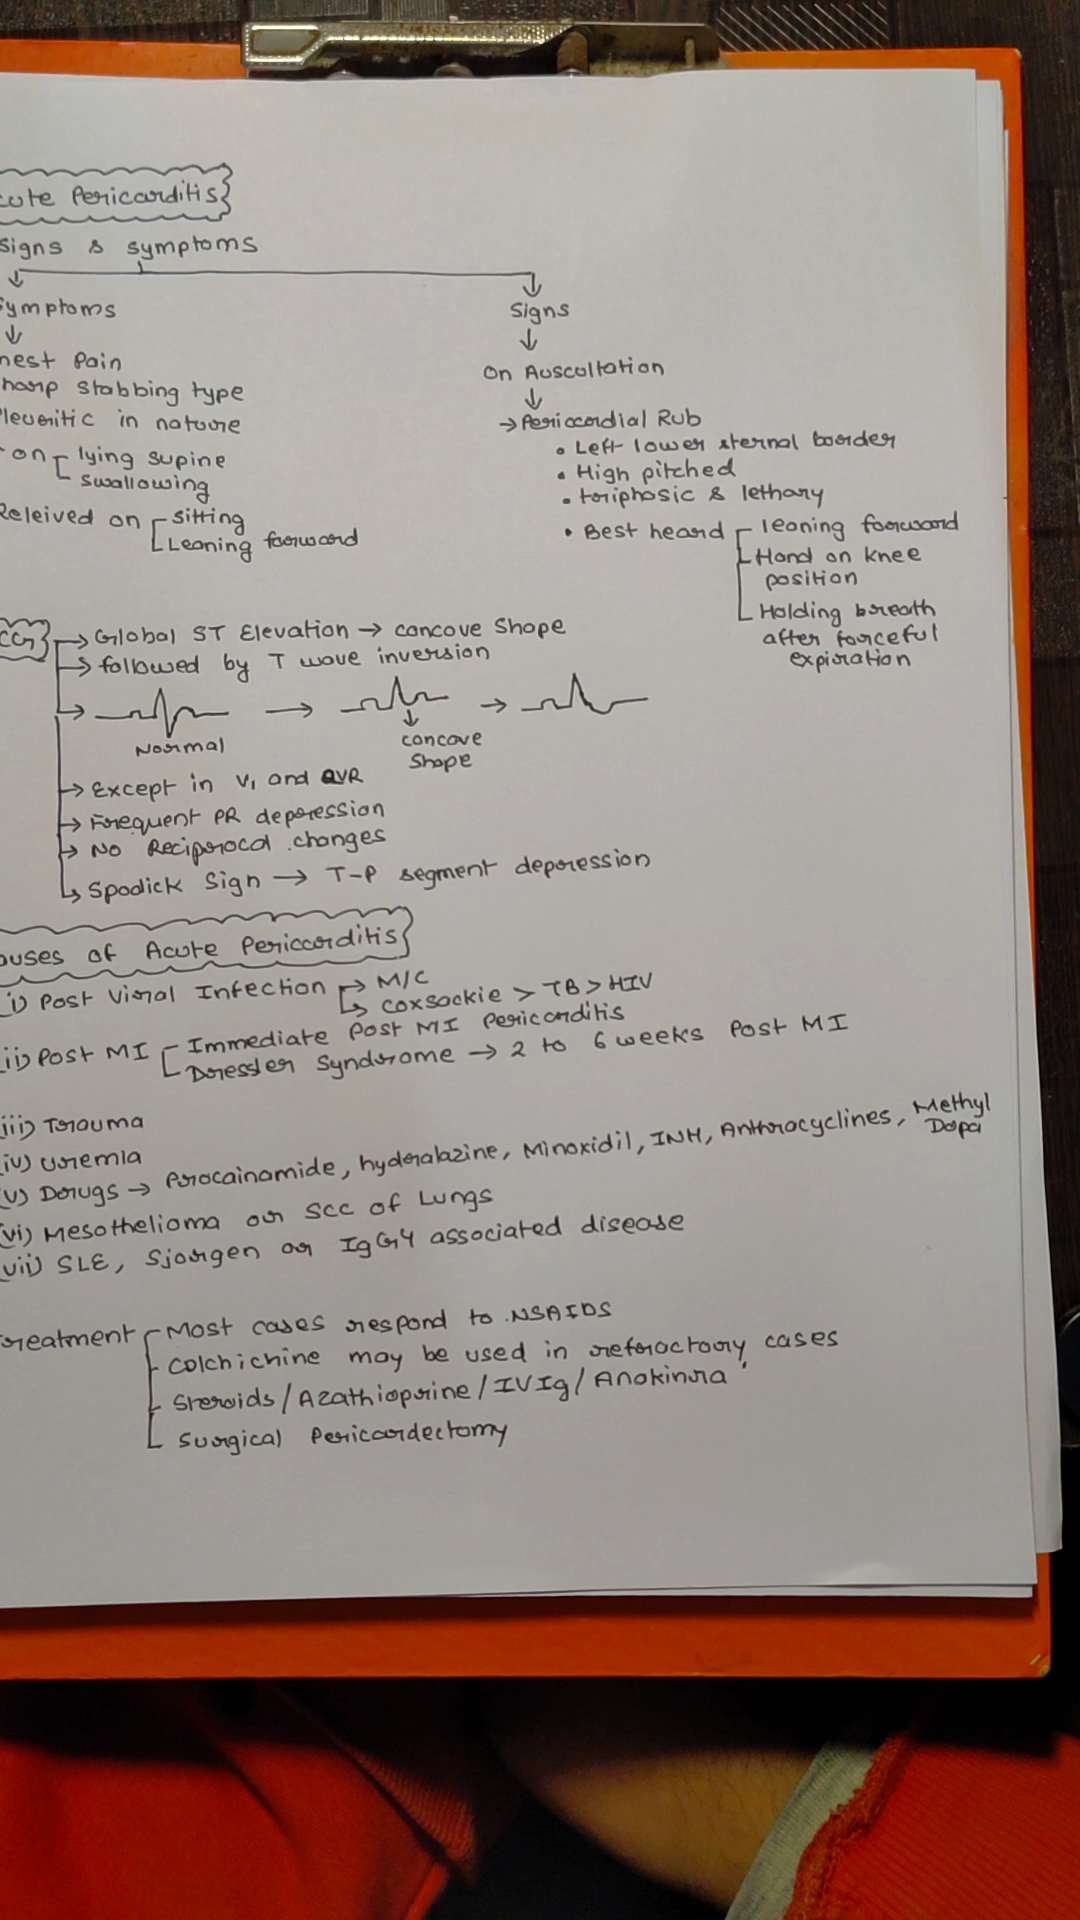 cute Pericarditis
signs & symptoms
ymptoms
Signs
hest Pain
harp stabbing type
leuritic in nature
on lying supine
swallowing
Releived on sitting
Leaning forward
On Auscultation
→ Pericardial Rub
• Left lower sternal border
• High pitched
• triphasic &
• Best heard leaning forward
Hand on knee
position
Holding breath
after forceful
expiration
CG → Global ST Elevation → concave Shape
→ followed by T wave inversion
Normal
concave
Shape
→ Except in V1 and aVR
→ Frequent PR depression
→ No Reciprocal changes
→ Spodick Sign → T-P segment depression
auses of Acute Pericarditis
i) Post Viral Infection → M/C
→ coxsackie > TB > HIV
ii) Post MI Immediate Post MI Pericarditis
Dressler Syndrome → 2 to 6 weeks Post MI
iii) Trauma
iv) uremia
(v) Drugs → Procainamide, hyderalazine, Minoxidil, INH, Anthracyclines, Methyl
Dopa
(vi) Mesothelioma or SCC of Lungs
(vii) SLE, Sjorgen or IgG4 associated disease
reatment Most cases respond to NSAIDS
Colchichine may be used in refractory cases
Steroids / Azathioprine / IVIg / Anakinra
Surgical Pericardectomy